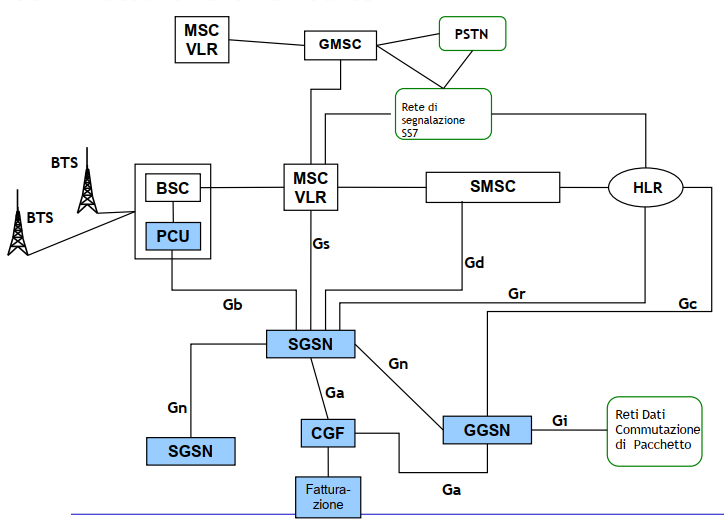 MSC
VLR
GMSC
PSTN
Rete di
segnalazione
SS7
BTS
BTS
BSC
PCU
MSC
VLR
SMSC
HLR
Gs
Gd
Gr
Gc
Gb
SGSN
Gn
Gn
Ga
SGSN
CGF
GGSN
Gi
Reti Dati
Commutazione
di Pacchetto
Ga
Fattura-
zione